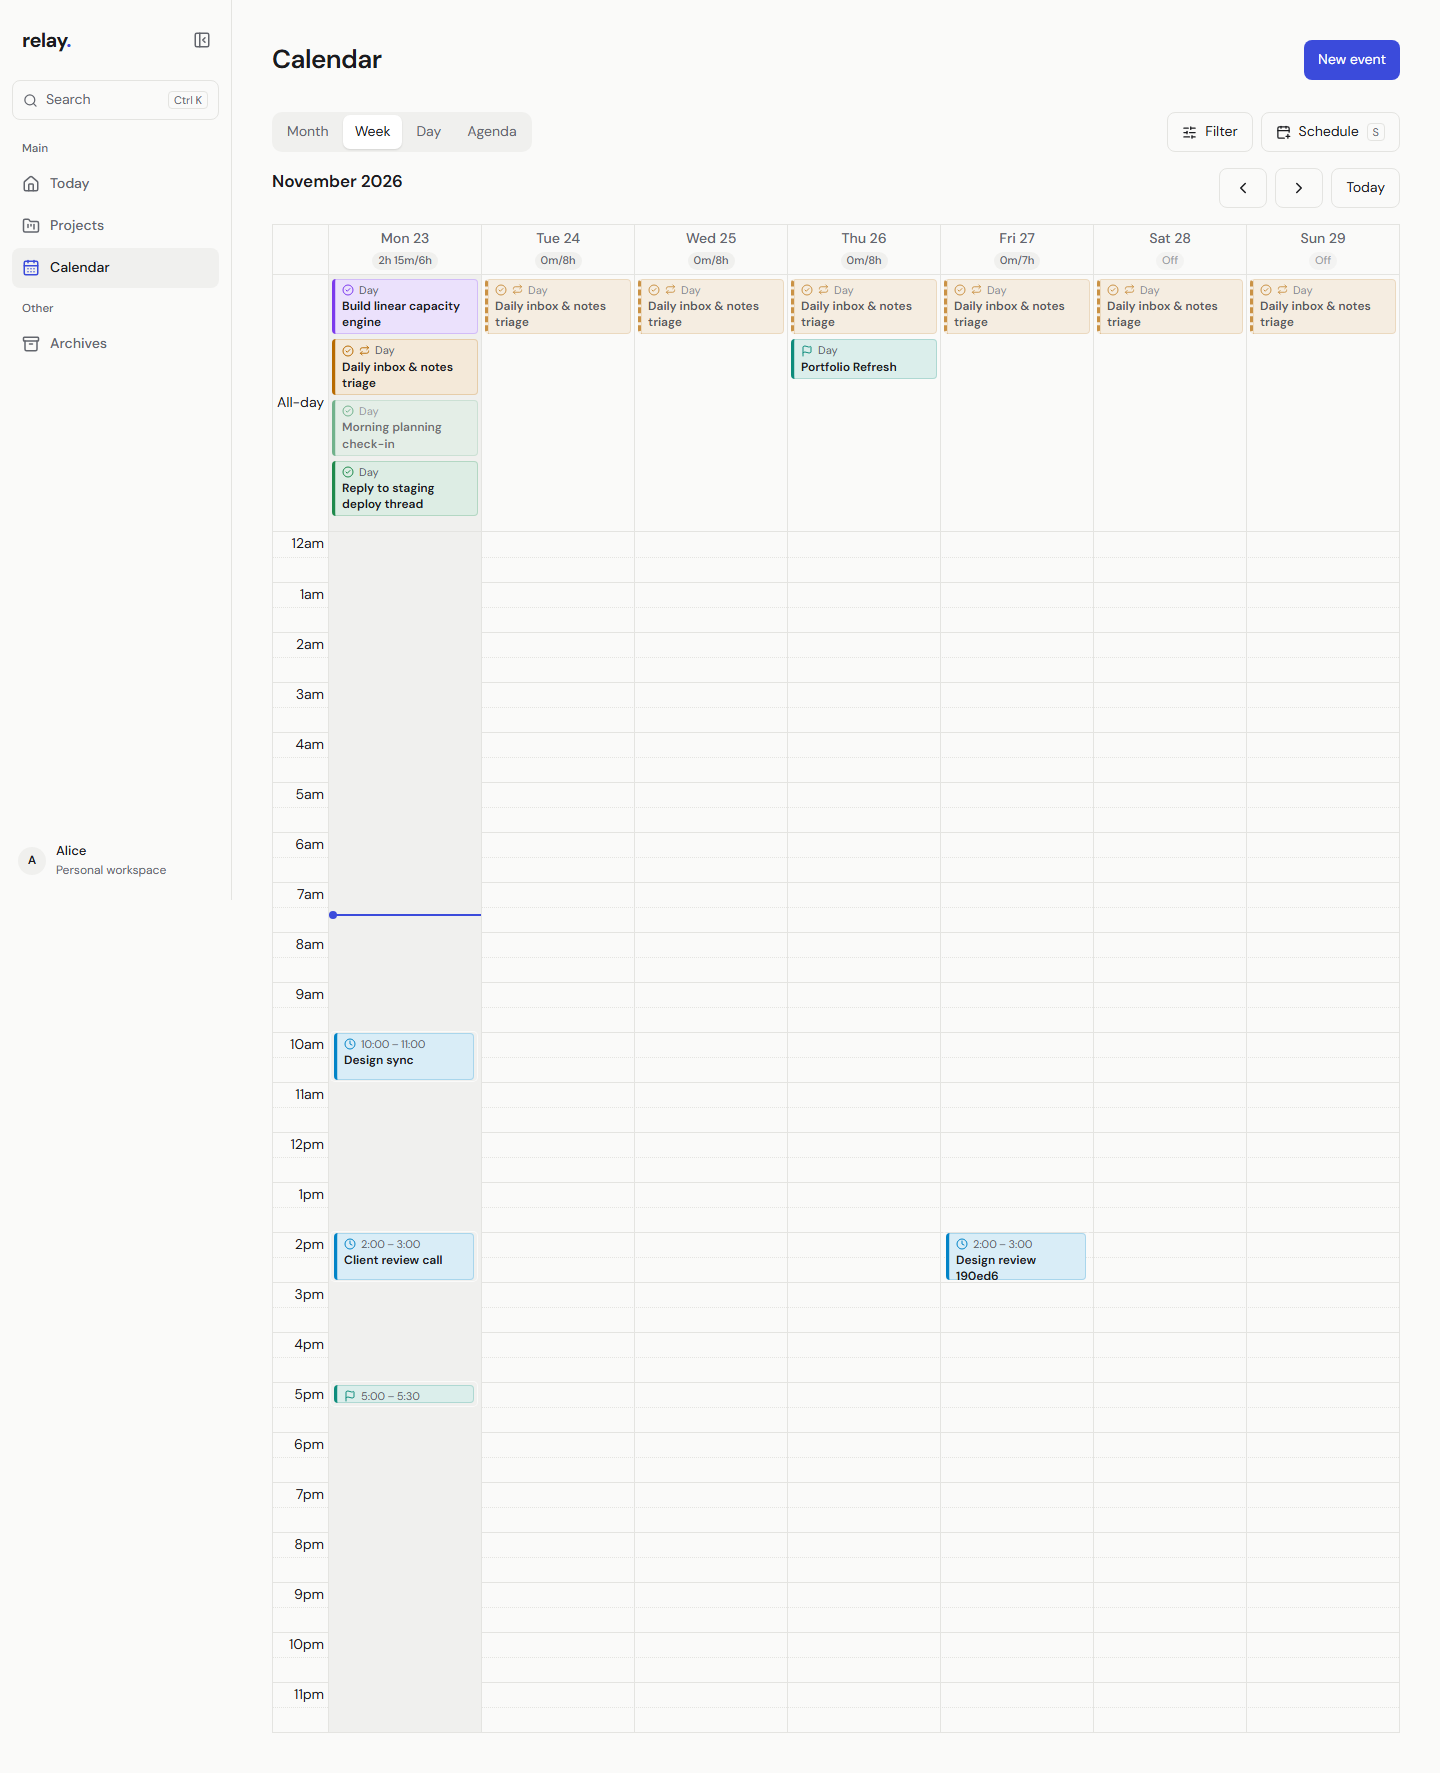 relay.
Search
Ctrl K
Main
Today
Projects
Calendar
Other
Archives
A
Alice
Personal workspace
Calendar
New event
Month
Week
Day
Agenda
Filter
Schedule
S
November 2026
Today
Mon 23
2h 15m/6h
Tue 24
0m/8h
Wed 25
0m/8h
Thu 26
0m/8h
Fri 27
0m/7h
Sat 28
Off
Sun 29
Off
All-day
Day
Build linear capacity
engine
Day
Daily inbox & notes
triage
Day
Morning planning
check-in
Day
Reply to staging
deploy thread
Day
Daily inbox & notes
triage
Day
Daily inbox & notes
triage
Day
Daily inbox & notes
triage
Day
Portfolio Refresh
Day
Daily inbox & notes
triage
Day
Daily inbox & notes
triage
Day
Daily inbox & notes
triage
12am
1am
2am
3am
4am
5am
6am
7am
8am
9am
10am
10:00 – 11:00
Design sync
11am
12pm
1pm
2pm
2:00 – 3:00
Client review call
2:00 – 3:00
Design review
190ed6
3pm
4pm
5pm
5:00 – 5:30
6pm
7pm
8pm
9pm
10pm
11pm